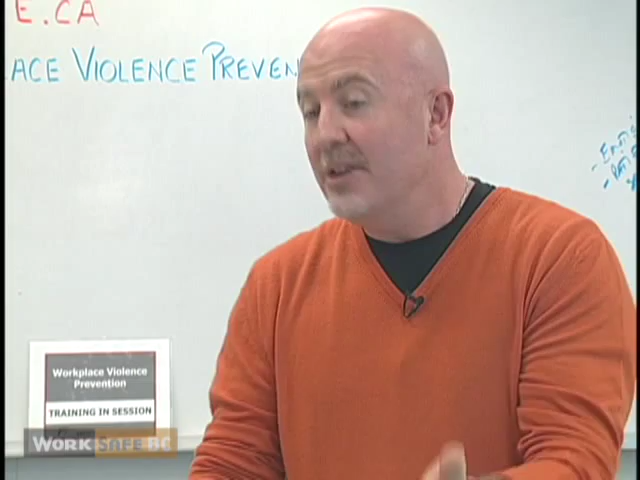 E.CA
ACE VIOLENCE PREVEN
Workplace Violence
Prevention
TRAINING IN SESSION
WORK SAFE BC